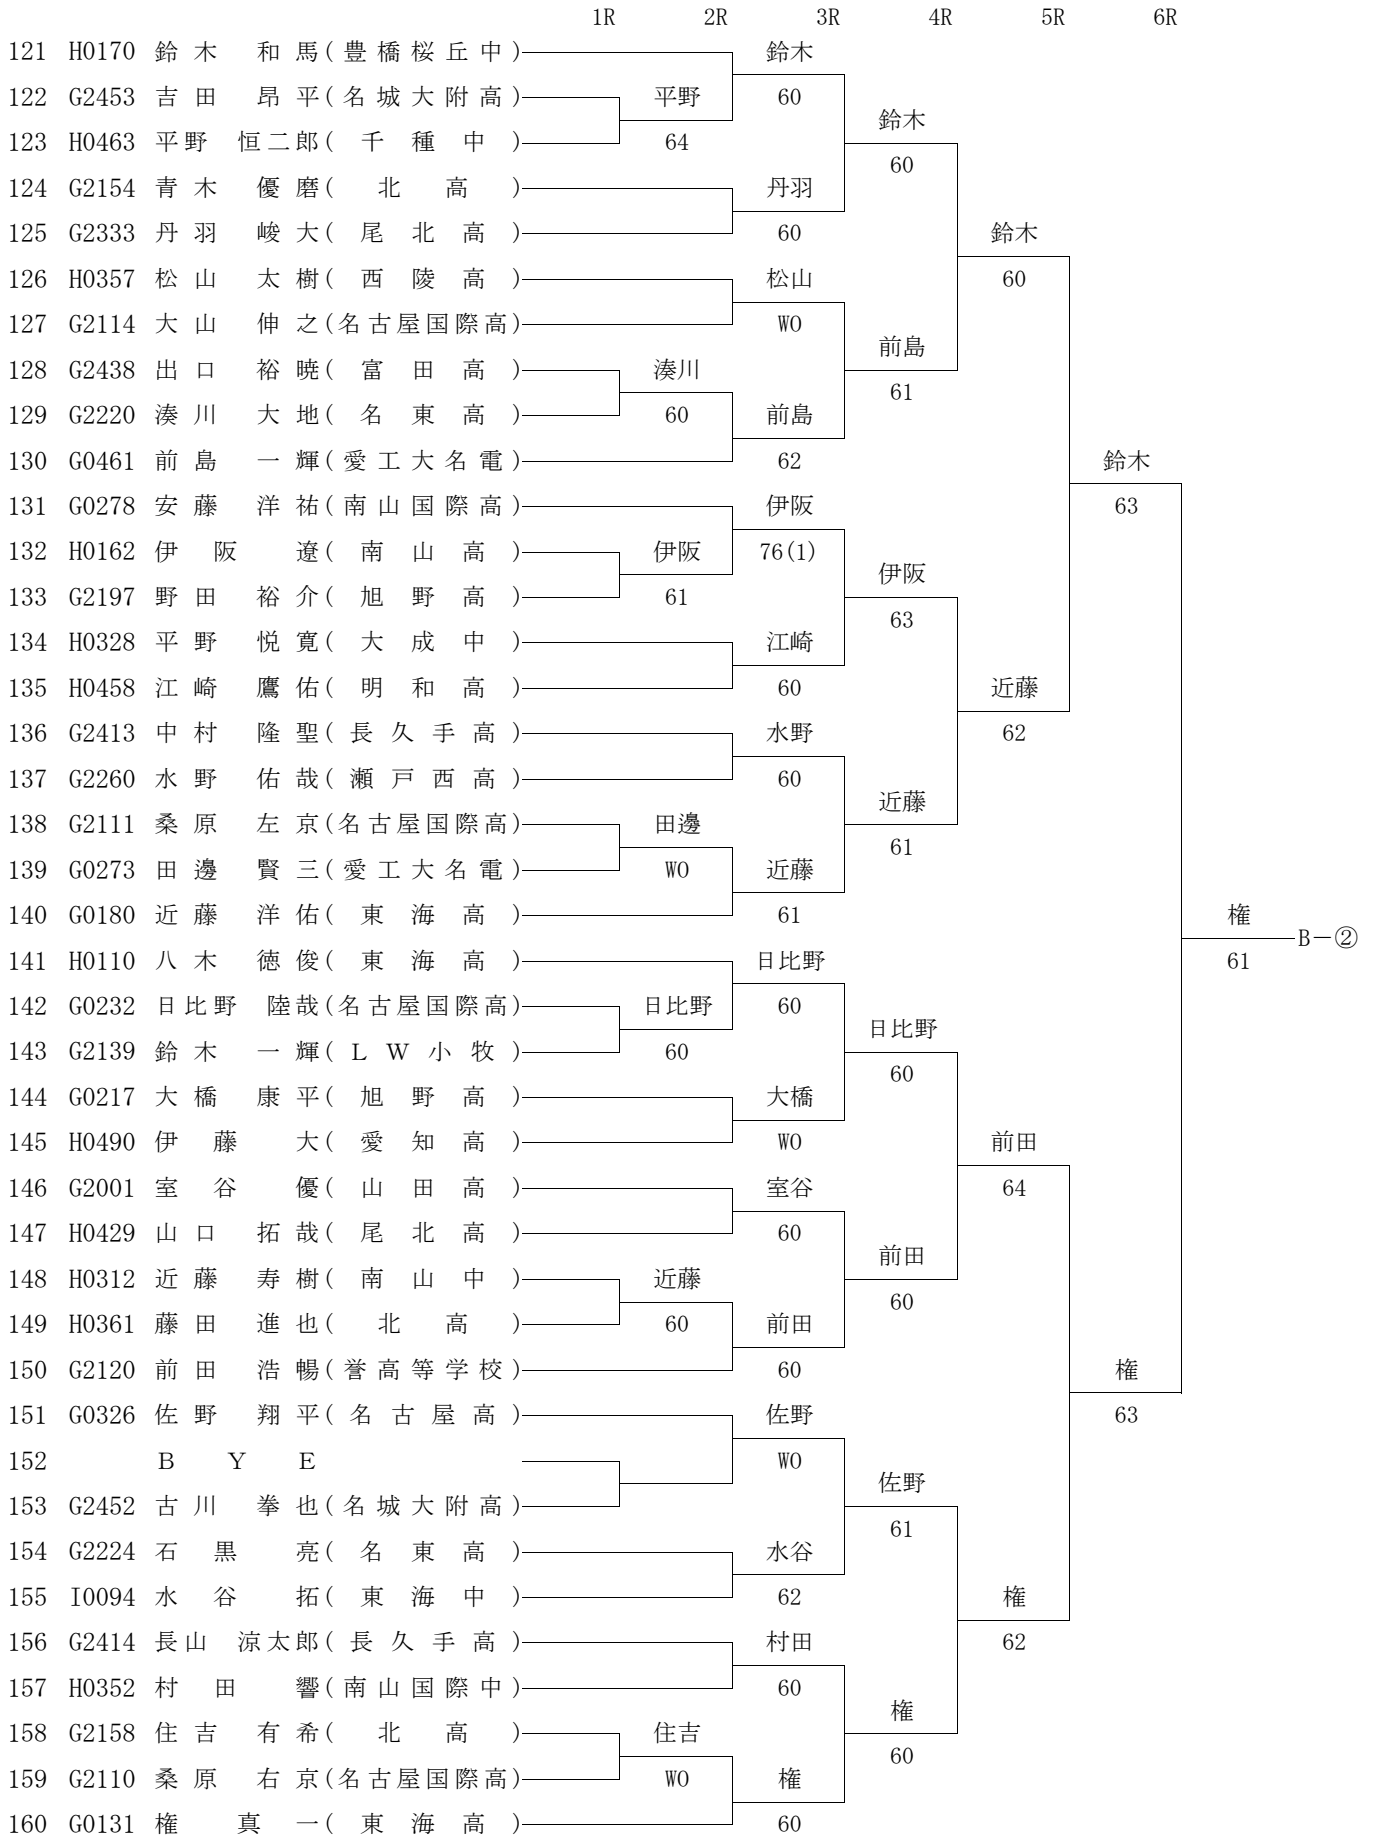 1R 2R 3R 4R 5R 6R
121 H0170 鈴木 和馬(豊橋桜丘中) 鈴木
122 G2453 吉田 昂平(名城大附高) 平野 60
鈴木
123 H0463 平野 恒二郎(千種中) 64
60
124 G2154 青木 優磨(北高) 丹羽
125 G2333 丹羽 峻大(尾北高) 60 鈴木
126 H0357 松山 太樹(西陵高) 松山 60
127 G2114 大山 伸之(名古屋国際高) WO
前島
128 G2438 出口 裕暁(富田高) 湊川
61
129 G2220 湊川 大地(名東高) 60 前島
130 G0461 前島 一輝(愛工大名電) 62 鈴木
131 G0278 安藤 洋祐(南山国際高) 伊阪 63
132 H0162 伊阪 遼(南山高) 伊阪 76(1)
伊阪
133 G2197 野田 裕介(旭野高) 61
63
134 H0328 平野 悦寛(大成中) 江崎
135 H0458 江崎 鷹佑(明和高) 60 近藤
136 G2413 中村 隆聖(長久手高) 水野 62
137 G2260 水野 佑哉(瀬戸西高) 60
近藤
138 G2111 桑原 左京(名古屋国際高) 田邊
61
139 G0273 田邊 賢三(愛工大名電) WO 近藤
140 G0180 近藤 洋佑(東海高) 61 権
B－②
141 H0110 八木 徳俊(東海高) 日比野 61
142 G0232 日比野 陸哉(名古屋国際高) 日比野 60
日比野
143 G2139 鈴木 一輝(LW小牧) 60
60
144 G0217 大橋 康平(旭野高) 大橋
145 H0490 伊藤 大(愛知高) WO 前田
146 G2001 室谷 優(山田高) 室谷 64
147 H0429 山口 拓哉(尾北高) 60
前田
148 H0312 近藤 寿樹(南山中) 近藤
60
149 H0361 藤田 進也(北高) 60 前田
150 G2120 前田 浩暢(誉高等学校) 60 権
151 G0326 佐野 翔平(名古屋高) 佐野 63
152 BYE WO
佐野
153 G2452 古川 拳也(名城大附高)
61
154 G2224 石黒 亮(名東高) 水谷
155 I0094 水谷 拓(東海中) 62 権
156 G2414 長山 涼太郎(長久手高) 村田 62
157 H0352 村田 響(南山国際中) 60
権
158 G2158 住吉 有希(北高) 住吉
60
159 G2110 桑原 右京(名古屋国際高) WO 権
160 G0131 権 真一(東海高) 60